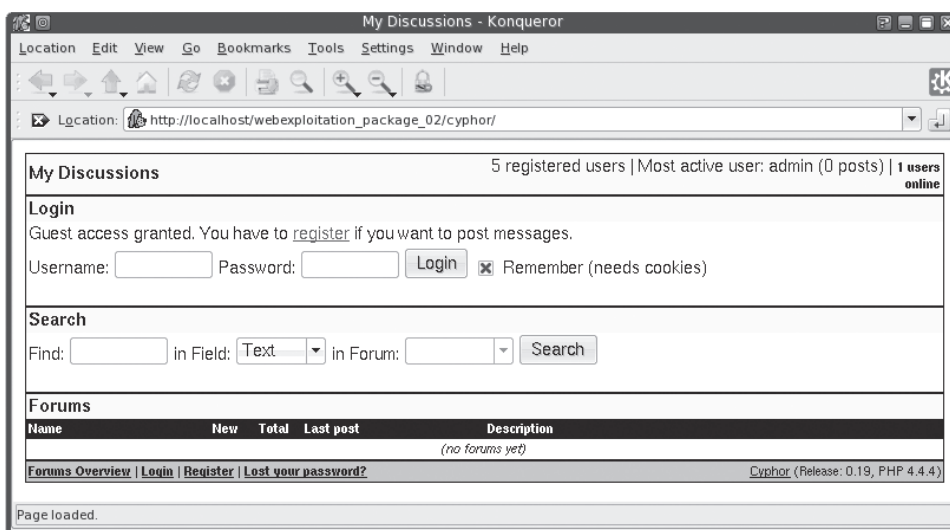 My Discussions - Konqueror
Location Edit View Go Bookmarks Tools Settings Window Help
Location: http://localhost/webexploitation_package_02/cyphor/
My Discussions
5 registered users | Most active user: admin (0 posts) | 1 users online
Login
Guest access granted. You have to register if you want to post messages.
Username: Password: Login Remember (needs cookies)
Search
Find: in Field: Text in Forum: Search
Forums
Name New Total Last post Description
(no forums yet)
Forums Overview | Login | Register | Lost your password? Cyphor (Release: 0.19, PHP 4.4.4)
Page loaded.